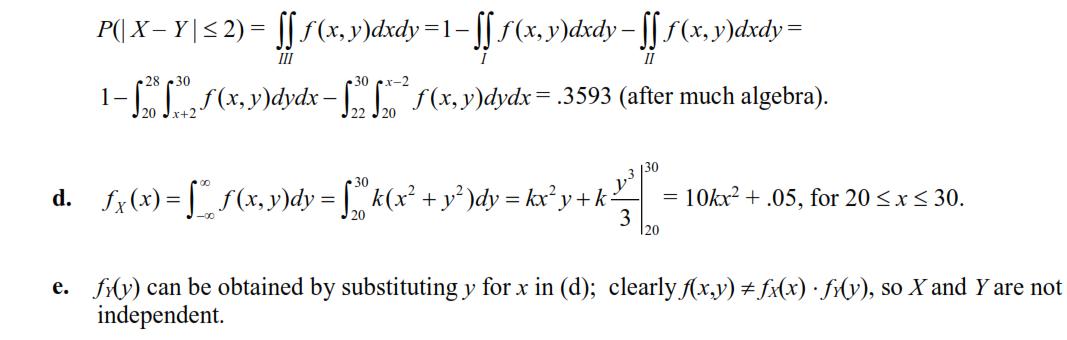 P(| X − Y | ≤ 2) = ∬_III f(x, y)dxdy = 1 − ∬_I f(x, y)dxdy − ∬_II f(x, y)dxdy =
1 − ∫_20^28 ∫_{x+2}^30 f(x, y)dydx − ∫_22^30 ∫_20^{x−2} f(x, y)dydx = .3593 (after much algebra).
d. f_X(x) = ∫_{−∞}^∞ f(x, y)dy = ∫_20^30 k(x² + y²)dy = kx²y + k y³/3 |_20^30 = 10kx² + .05, for 20 ≤ x ≤ 30.
e. f_Y(y) can be obtained by substituting y for x in (d); clearly f(x,y) ≠ f_X(x) · f_Y(y), so X and Y are not
independent.